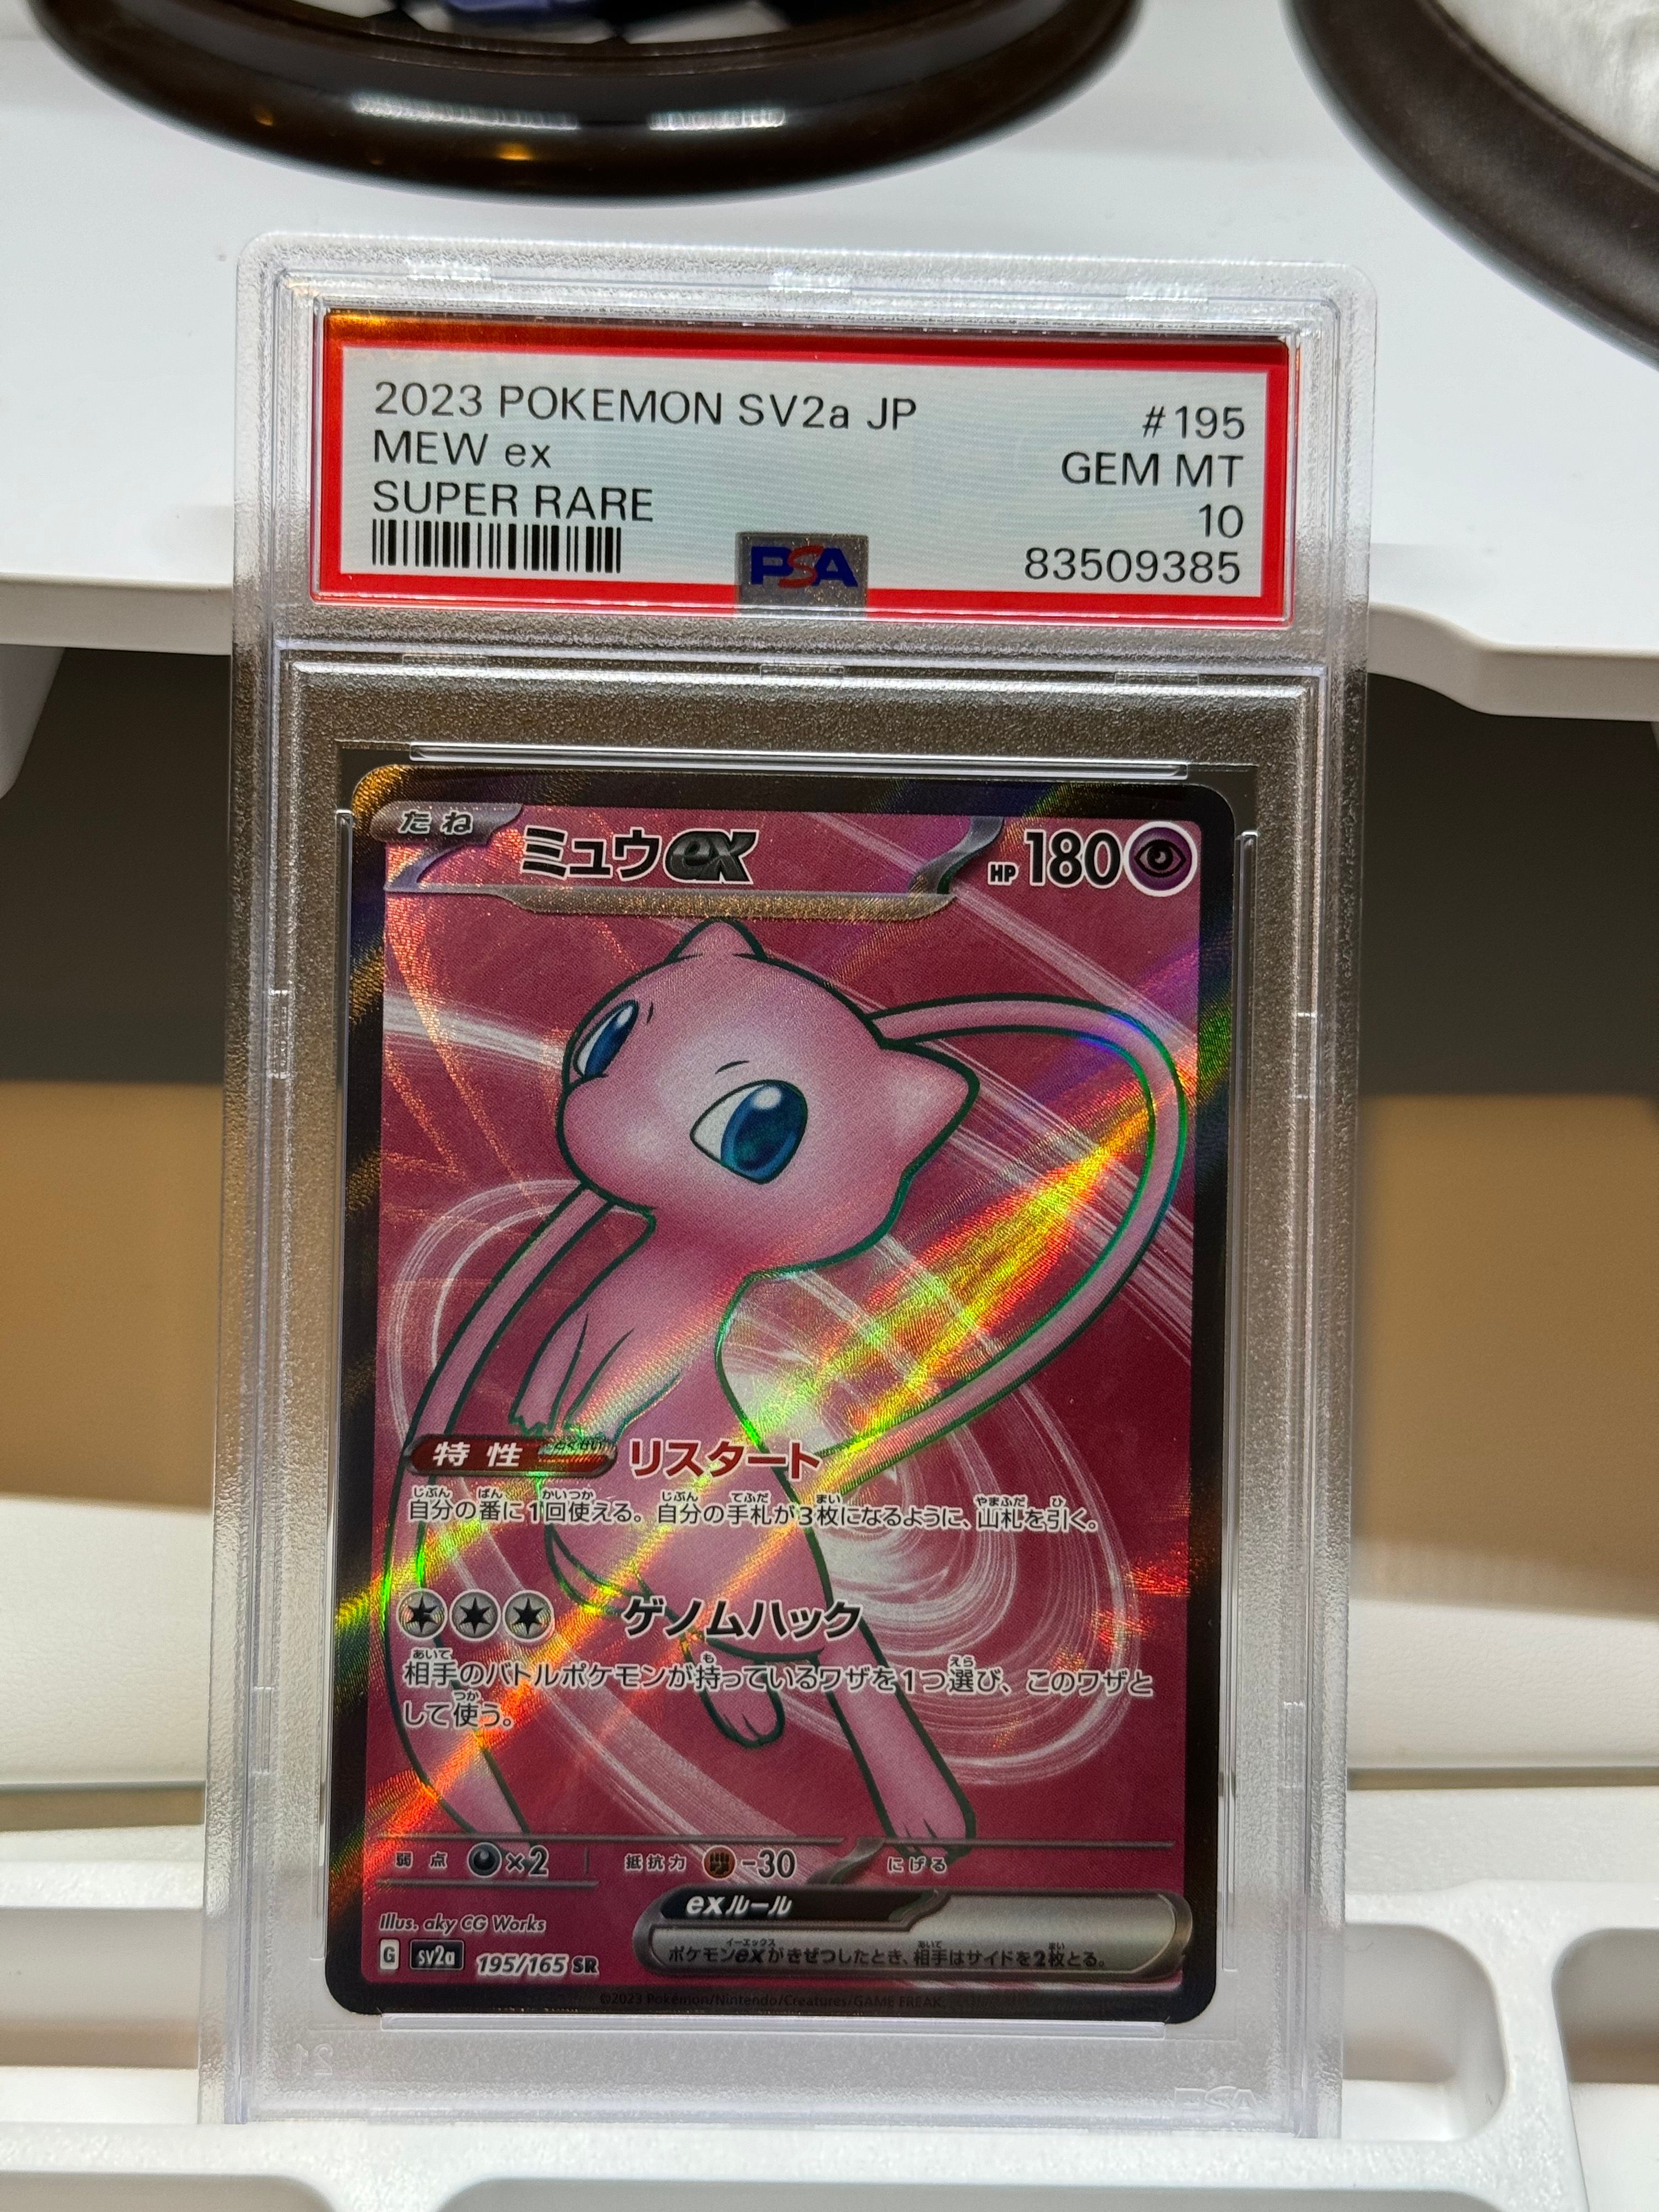 2023 POKEMON SV2a JP #195
MEW ex GEM MT
SUPER RARE 10
PSA 83509385
たね ミュウex HP180
特性 リスタート
自分の番に1回使える。自分の手札が3枚になるように、山札を引く。
ゲノムハック
相手のバトルポケモンが持っているワザを1つ選び、このワザと
して使う。
弱点 ×2 抵抗力 -30 にげる
Illus. aky CG Works
exルール
ポケモンexがきぜつしたとき、相手はサイドを2枚とる。
G sv2a 195/165 SR
©2023 Pokémon/Nintendo/Creatures/GAME FREAK.
PSA